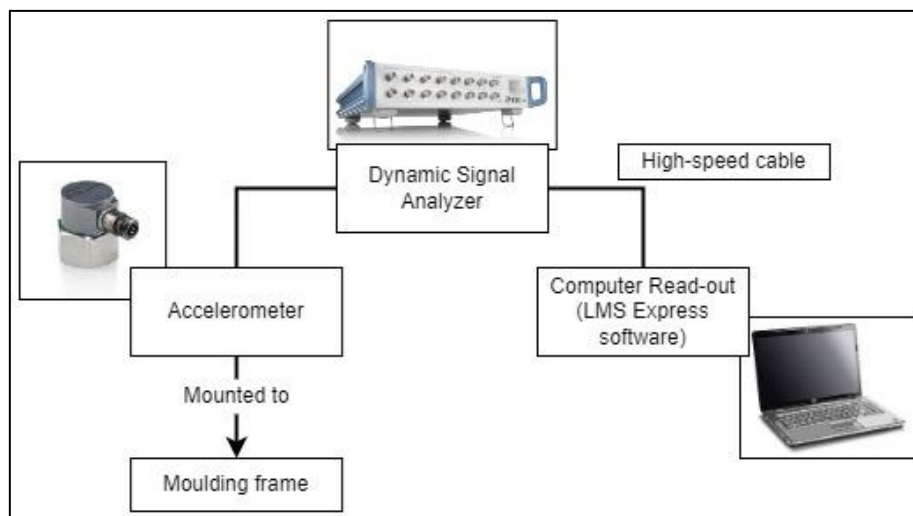 Dynamic Signal
Analyzer
High-speed cable
Accelerometer
Computer Read-out
(LMS Express
software)
Mounted to
Moulding frame